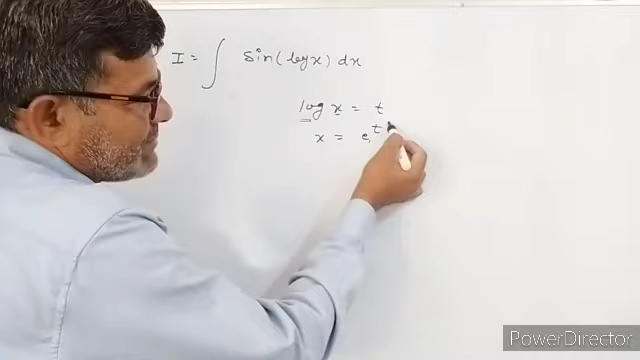 I = ∫ sin(log x) dx
log x = t
x = e^t
PowerDirector